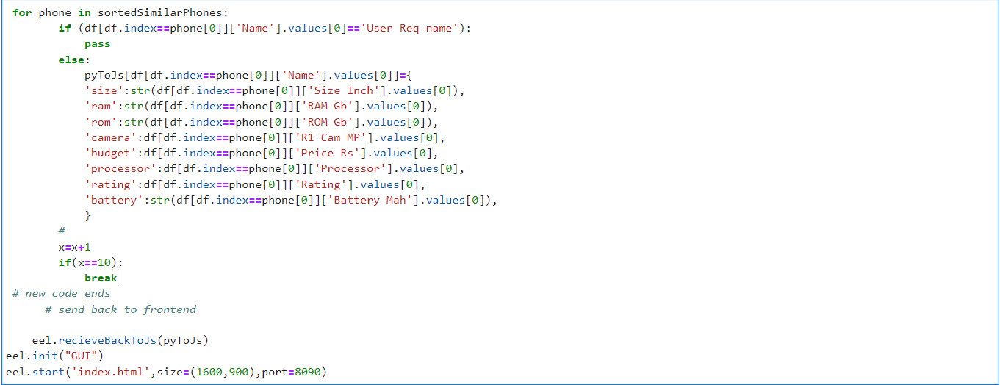 for phone in sortedSimilarPhones:
if (df[df.index==phone[0]]['Name'].values[0]=='User Req name'):
pass
else:
pyToJs[df[df.index==phone[0]]['Name'].values[0]]={
'size':str(df[df.index==phone[0]]['Size Inch'].values[0]),
'ram':str(df[df.index==phone[0]]['RAM Gb'].values[0]),
'rom':str(df[df.index==phone[0]]['ROM Gb'].values[0]),
'camera':df[df.index==phone[0]]['R1 Cam MP'].values[0],
'budget':df[df.index==phone[0]]['Price Rs'].values[0],
'processor':df[df.index==phone[0]]['Processor'].values[0],
'rating':df[df.index==phone[0]]['Rating'].values[0],
'battery':str(df[df.index==phone[0]]['Battery Mah'].values[0]),
}
#
x=x+1
if(x==10):
break
# new code ends
# send back to frontend
eel.recieveBackToJs(pyToJs)
eel.init("GUI")
eel.start('index.html',size=(1600,900),port=8090)